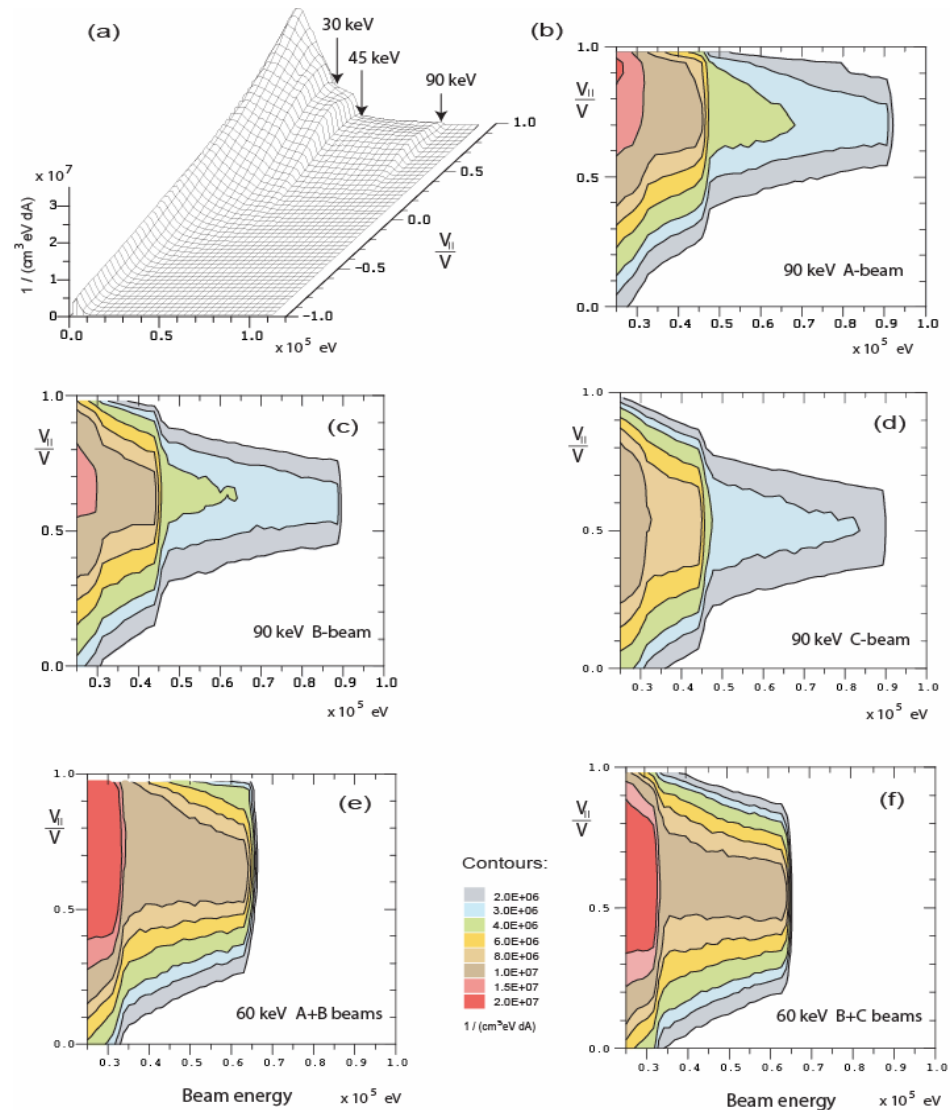 (a)
30 keV
45 keV
90 keV
x 10^7
3
2
1
0
1 / (cm^3 eV dA)
0.0 0.5 1.0
x 10^5 eV
-1.0
-0.5
0.0
0.5
1.0
V_||
V
(b)
1.0
V_||
V
0.5
0.0
90 keV A-beam
0.3 0.4 0.5 0.6 0.7 0.8 0.9 1.0
x 10^5 eV
(c)
1.0
V_||
V
0.5
0.0
90 keV B-beam
0.3 0.4 0.5 0.6 0.7 0.8 0.9 1.0
x 10^5 eV
(d)
1.0
V_||
V
0.5
0.0
90 keV C-beam
0.3 0.4 0.5 0.6 0.7 0.8 0.9 1.0
x 10^5 eV
(e)
1.0
V_||
V
0.5
0.0
60 keV A+B beams
0.3 0.4 0.5 0.6 0.7 0.8 0.9 1.0
Beam energy x 10^5 eV
Contours:
2.0E+06
3.0E+06
4.0E+06
6.0E+06
8.0E+06
1.0E+07
1.5E+07
2.0E+07
1 / (cm^3eV dA)
(f)
1.0
V_||
V
0.5
0.0
60 keV B+C beams
0.3 0.4 0.5 0.6 0.7 0.8 0.9 1.0
Beam energy x 10^5 eV